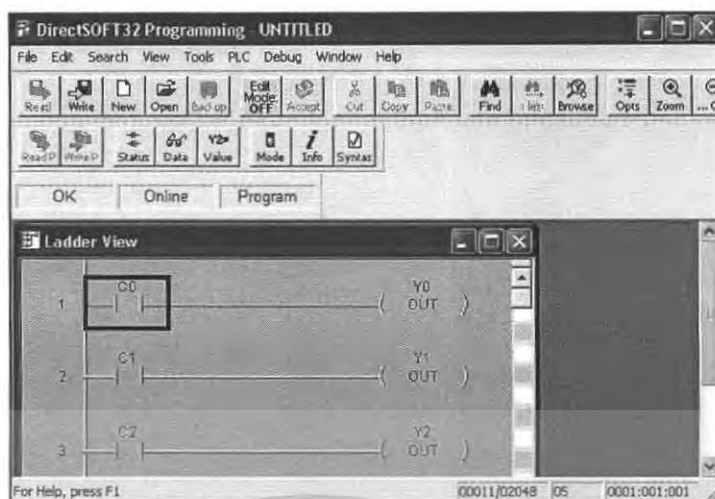 DirectSOFT32 Programming - UNTITLED
File Edit Search View Tools PLC Debug Window Help
Read Write New Open Backup Edit Mode: OFF Accept Cut Copy Paste Find Browse Opts Zoom
Read P Write P Status Data Value Mode Info Syntax
OK Online Program
Ladder View
C0 Y0
1 OUT
C1 Y1
2 OUT
C2 Y2
3 OUT
For Help, press F1 00011/02048 05 0001:001:001